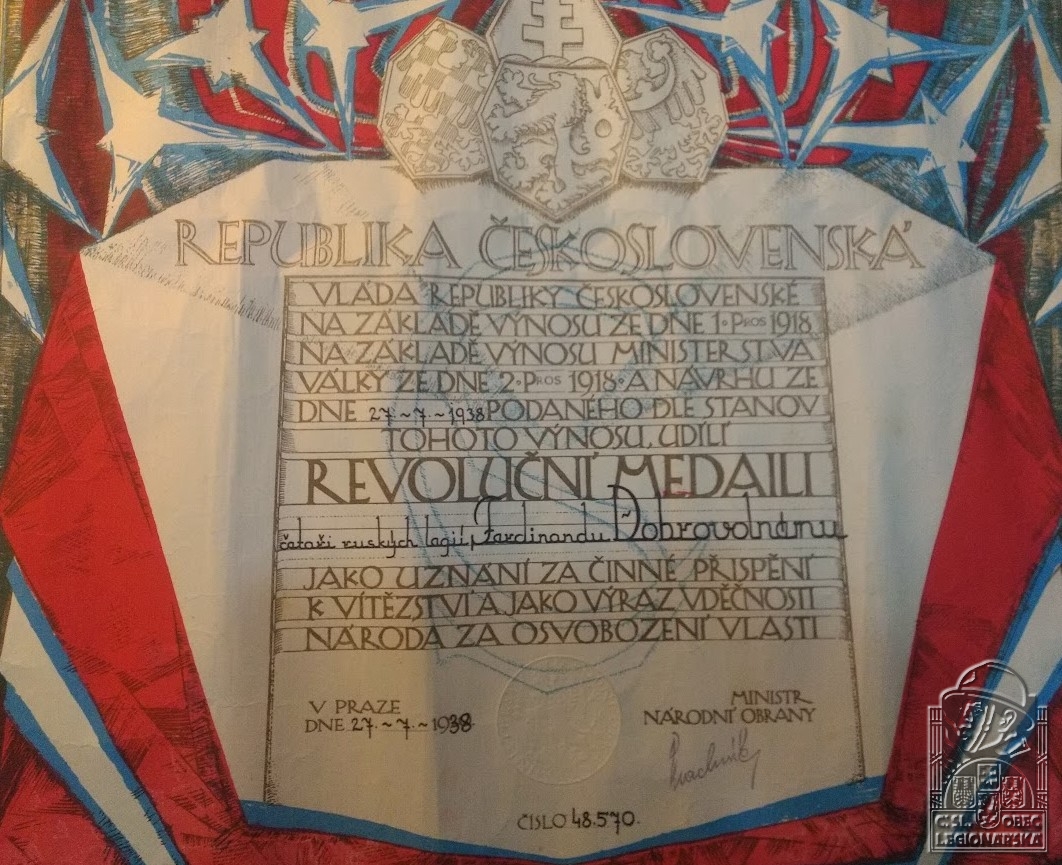 REPUBLIKA ČESKOSLOVENSKÁ
VLÁDA REPUBLIKY ČESKOSLOVENSKÉ
NA ZÁKLADĚ VÝNOSU ZE DNE 1. PROS 1918
NA ZÁKLADĚ VÝNOSU MINISTERSTVA
VÁLKY ZE DNE 2. PROS 1918. A NÁVRHU ZE
DNE 27.~7.~1938 PODANÉHO DLE STANOV
TOHOTO VÝNOSU, UDÍLÍ
REVOLUČNÍ MEDAILI
četaři ruských legií, Ferdinandu Dobrovolnému
JAKO UZNÁNÍ ZA ČINNÉ PŘISPĚNÍ
K VÍTĚZSTVÍ A JAKO VÝRAZ VDĚČNOSTI
NÁRODA ZA OSVOBOZENÍ VLASTI
V PRAZE
DNE 27.~7.~1938
MINISTR
NÁRODNÍ OBRANY
ČÍSLO 48.570.
ČSL. OBEC
LEGIONÁŘSKÁ